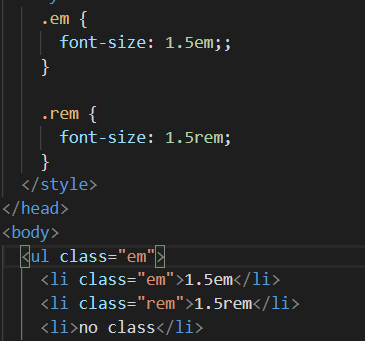 .em {
font-size: 1.5em;;
}
.rem {
font-size: 1.5rem;
}
</style>
</head>
<body>
<ul class="em">
<li class="em">1.5em</li>
<li class="rem">1.5rem</li>
<li>no class</li>